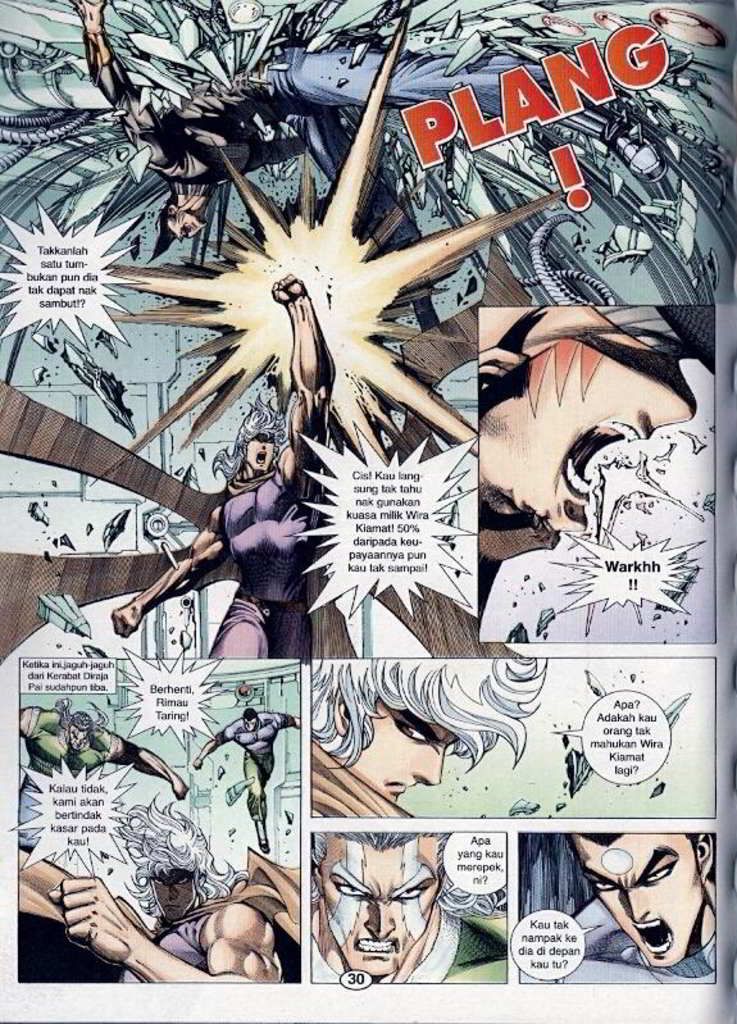 PLANG
!
Takkanlah
satu tum-
bukan pun dia
tak dapat nak
sambut!?
Cis! Kau lang-
sung tak tahu
nak gunakan
kuasa milik Wira
Kiamat! 50%
daripada keu-
payaannya pun
kau tak sampai!
Warkhh
!!
Ketika ini,jaguh-jaguh
dari Kerabat Diraja
Pai sudahpun tiba.
Berhenti,
Rimau
Taring!
Kalau tidak,
kami akan
bertindak
kasar pada
kau!
Apa?
Adakah kau
orang tak
mahukan Wira
Kiamat
lagi?
Apa
yang kau
merepek,
ni?
Kau tak
nampak ke
dia di depan
kau tu?
30